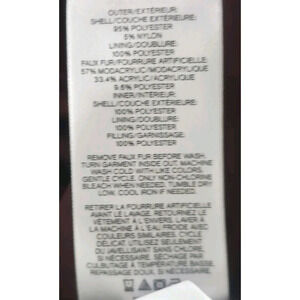 OUTER/EXTÉRIEUR:
SHELL/COUCHE EXTÉRIEURE:
95% POLYESTER
5% NYLON
LINING/DOUBLURE:
100% POLYESTER
FAUX FUR/FOURRURE ARTIFICIELLE:
57% MODACRYLIC/MODACRYLIQUE
33.4% ACRYLIC/ACRYLIQUE
9.6% POLYESTER
INNER/INTÉRIEUR:
SHELL/COUCHE EXTÉRIEURE:
100% POLYESTER
LINING/DOUBLURE:
100% POLYESTER
FILLING/GARNISSAGE:
100% POLYESTER
REMOVE FAUX FUR BEFORE WASH.
TURN GARMENT INSIDE OUT. MACHINE
WASH COLD WITH LIKE COLORS,
GENTLE CYCLE. ONLY NON-CHLORINE
BLEACH WHEN NEEDED. TUMBLE DRY
LOW. COOL IRON IF NEEDED.
RETIRER LA FOURRURE ARTIFICIELLE
AVANT LE LAVAGE. RETOURNEZ LE
VÊTEMENTS À L'ENVERS. LAVER À
LA MACHINE À L'EAU FROIDE AVEC
COULEURS SIMILAIRES. CYCLE
DÉLICAT. UTILISEZ SEULEMENT
DU JAVELLISANT SANS CHLORE,
SI NÉCESSAIRE. SÉCHAGE PAR
CULBUTAGE À TEMPÉRATURE BASSE.
REPASSAGE DOUX, SI NÉCESSAIRE.